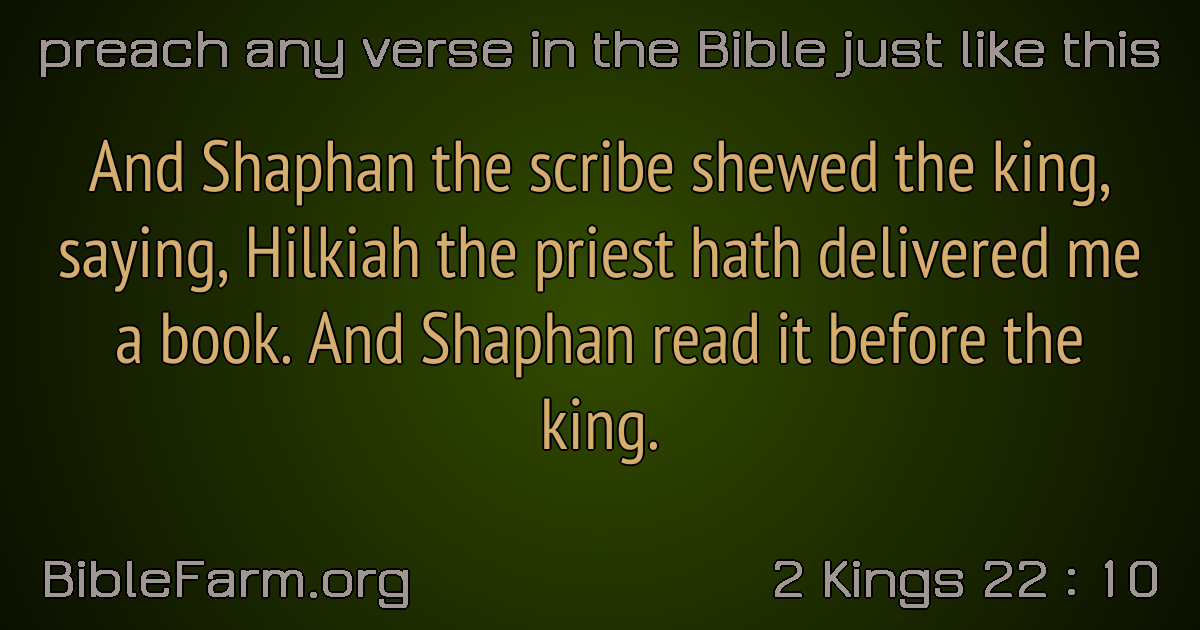 preach any verse in the Bible just like this
And Shaphan the scribe shewed the king,
saying, Hilkiah the priest hath delivered me
a book. And Shaphan read it before the
king.
BibleFarm.org
2 Kings 22 : 10